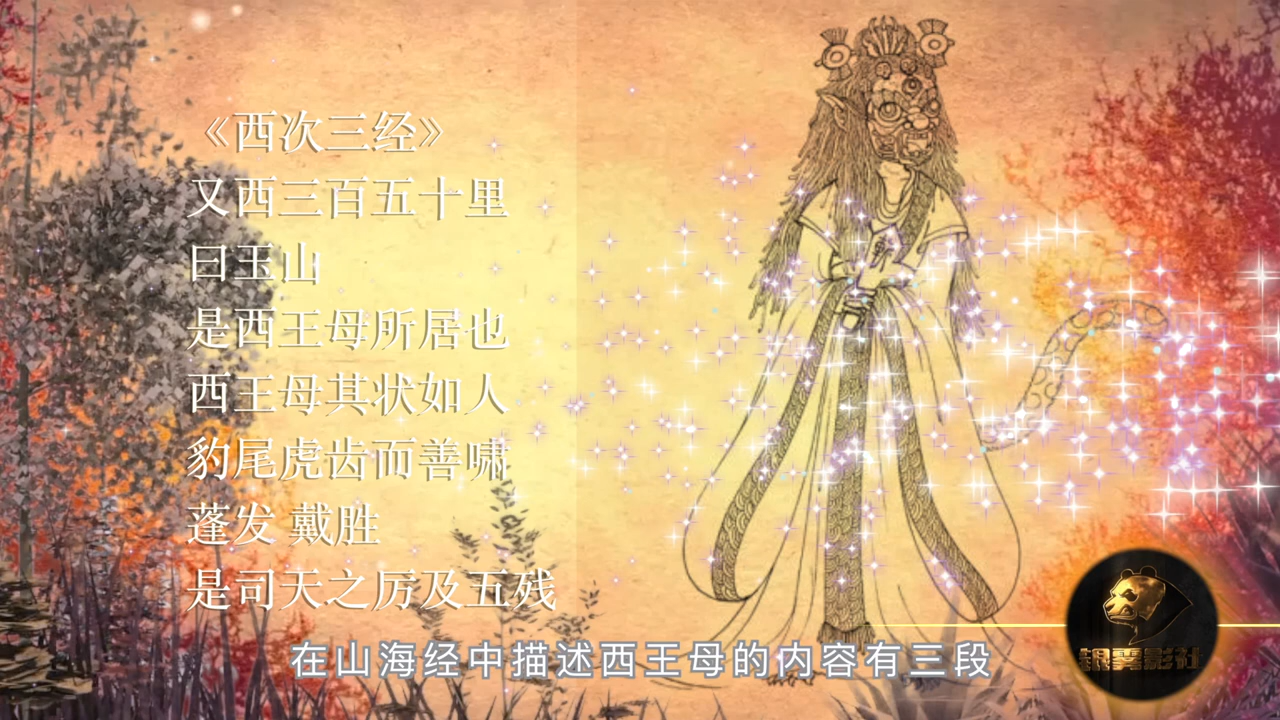 《西次三经》
又西三百五十里
曰玉山
是西王母所居也
西王母其状如人
豹尾虎齿而善啸
蓬发 戴胜
是司天之厉及五残
在山海经中描述西王母的内容有三段